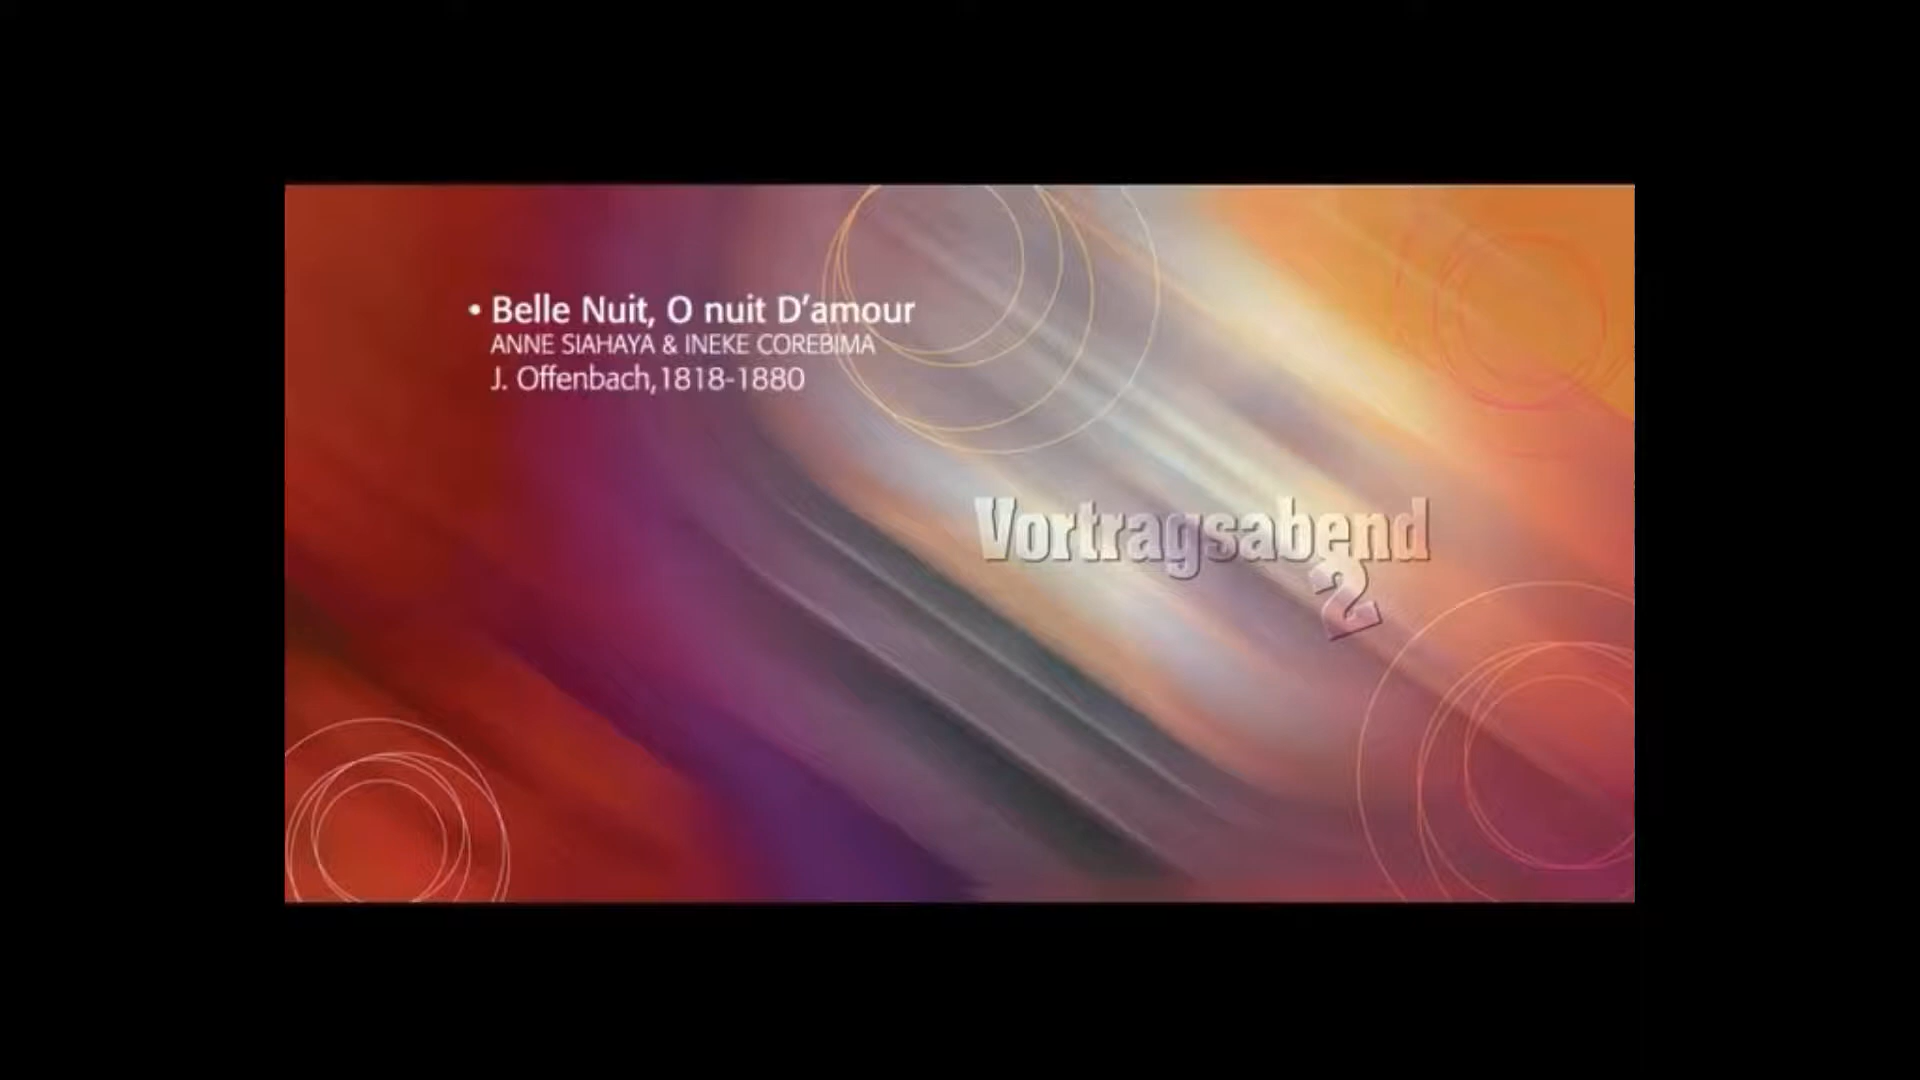 • Belle Nuit, O nuit D’amour
ANNE SIAHAYA & INEKE COREBIMA
J. Offenbach,1818-1880
Vortragsabend
2